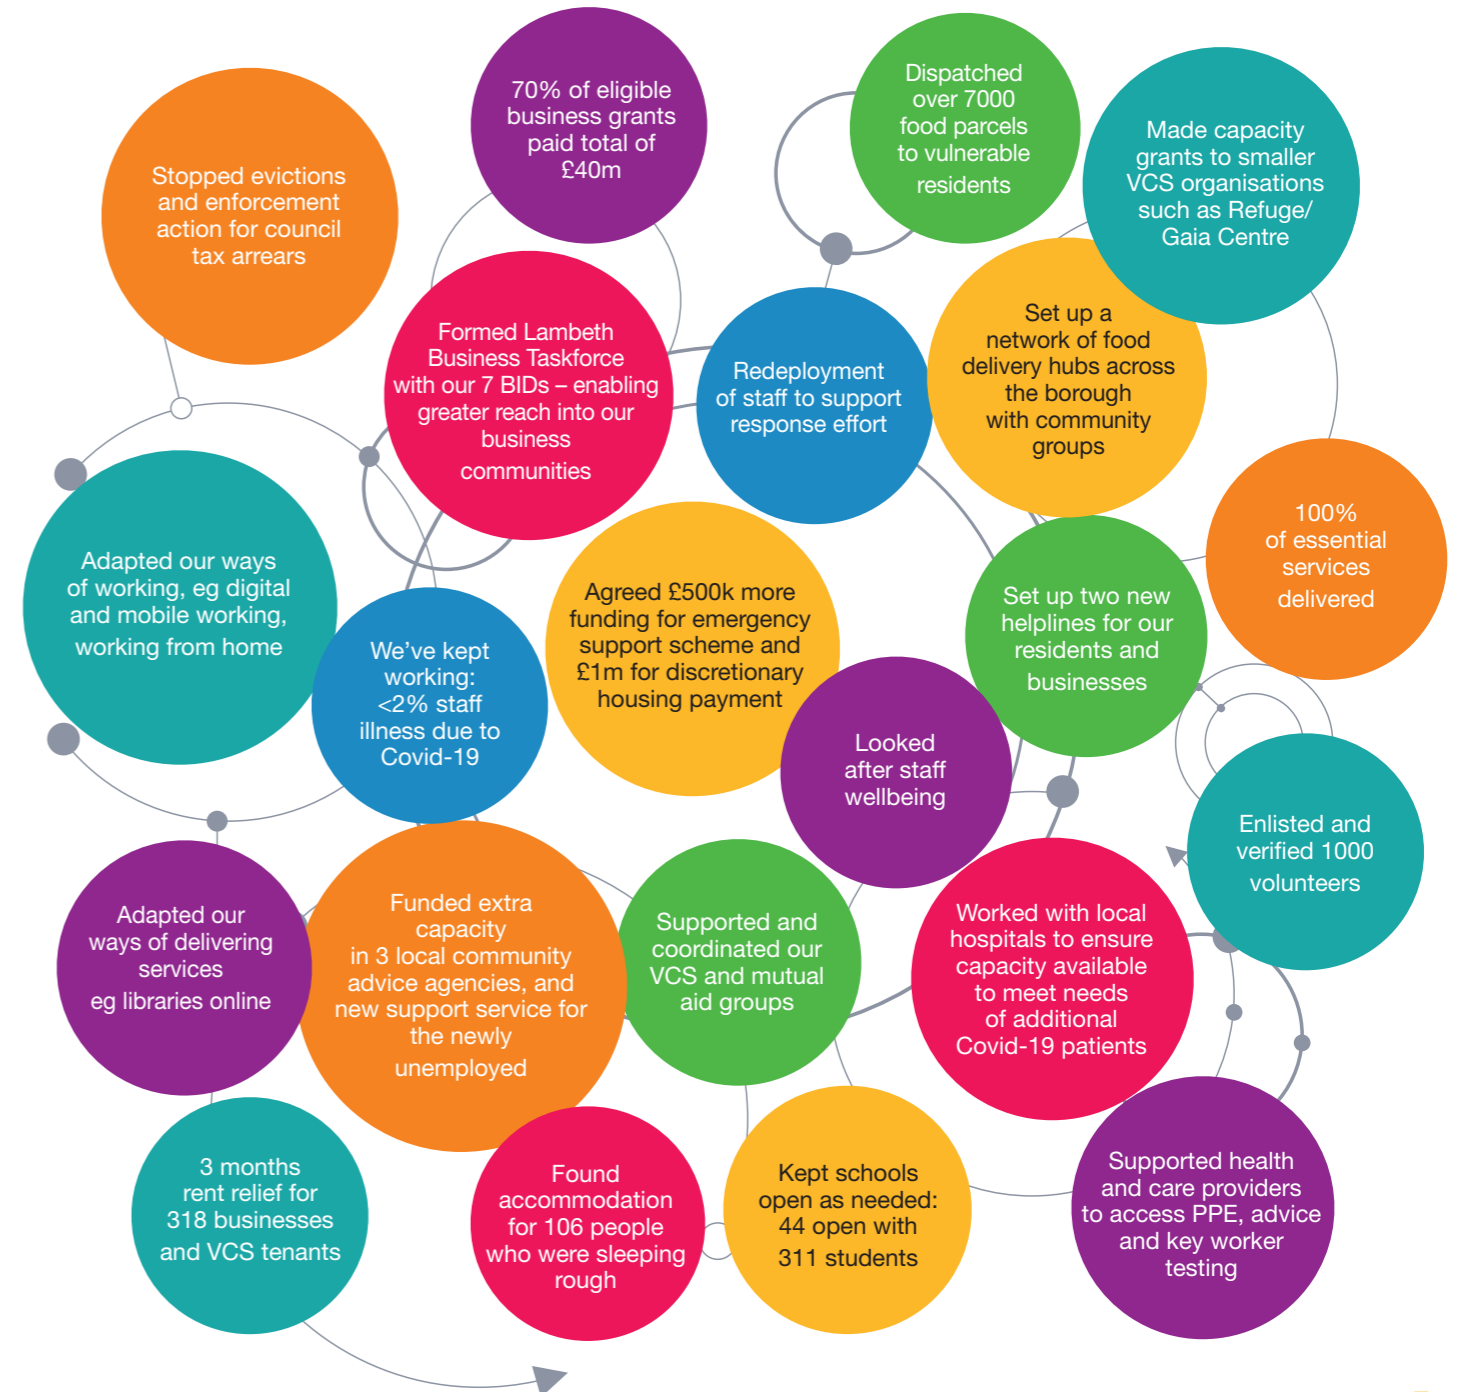 70% of eligible
business grants
paid total of
£40m
Dispatched
over 7000
food parcels
to vulnerable
residents
Made capacity
grants to smaller
VCS organisations
such as Refuge/
Gaia Centre
Stopped evictions
and enforcement
action for council
tax arrears
Formed Lambeth
Business Taskforce
with our 7 BIDs – enabling
greater reach into our
business
communities
Redeployment
of staff to support
response effort
Set up a
network of food
delivery hubs across
the borough
with community
groups
100%
of essential
services
delivered
Adapted our ways
of working, eg digital
and mobile working,
working from home
We’ve kept
working:
<2% staff
illness due to
Covid-19
Agreed £500k more
funding for emergency
support scheme and
£1m for discretionary
housing payment
Set up two new
helplines for our
residents and
businesses
Looked
after staff
wellbeing
Enlisted and
verified 1000
volunteers
Adapted our
ways of delivering
services
eg libraries online
Funded extra
capacity
in 3 local community
advice agencies, and
new support service for
the newly
unemployed
Supported and
coordinated our
VCS and mutual
aid groups
Worked with local
hospitals to ensure
capacity available
to meet needs
of additional
Covid-19 patients
3 months
rent relief for
318 businesses
and VCS tenants
Found
accommodation
for 106 people
who were sleeping
rough
Kept schools
open as needed:
44 open with
311 students
Supported health
and care providers
to access PPE, advice
and key worker
testing